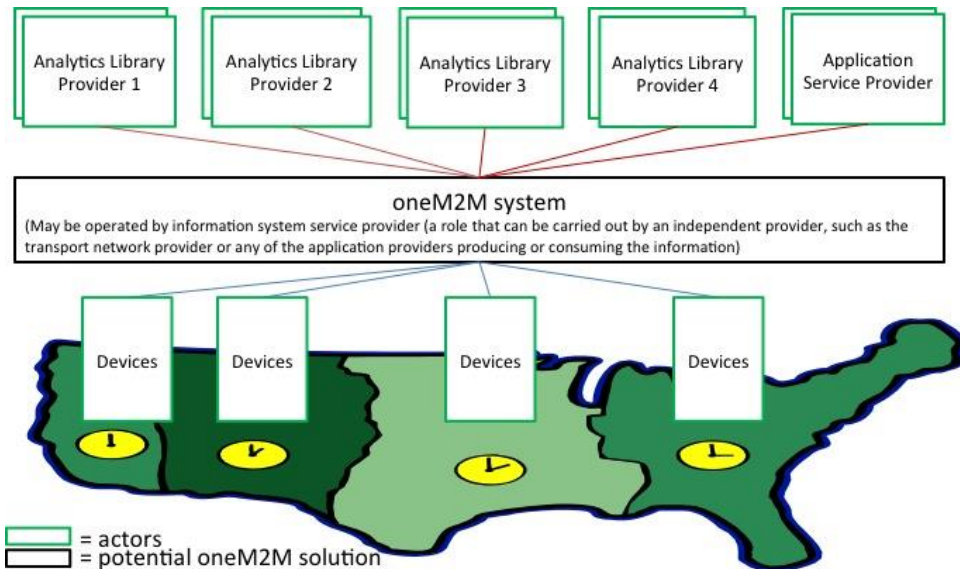 Analytics Library
Provider 1
Analytics Library
Provider 2
Analytics Library
Provider 3
Analytics Library
Provider 4
Application
Service Provider
oneM2M system
(May be operated by information system service provider (a role that can be carried out by an independent provider, such as the
transport network provider or any of the application providers producing or consuming the information)
Devices
Devices
Devices
Devices
= actors
= potential oneM2M solution